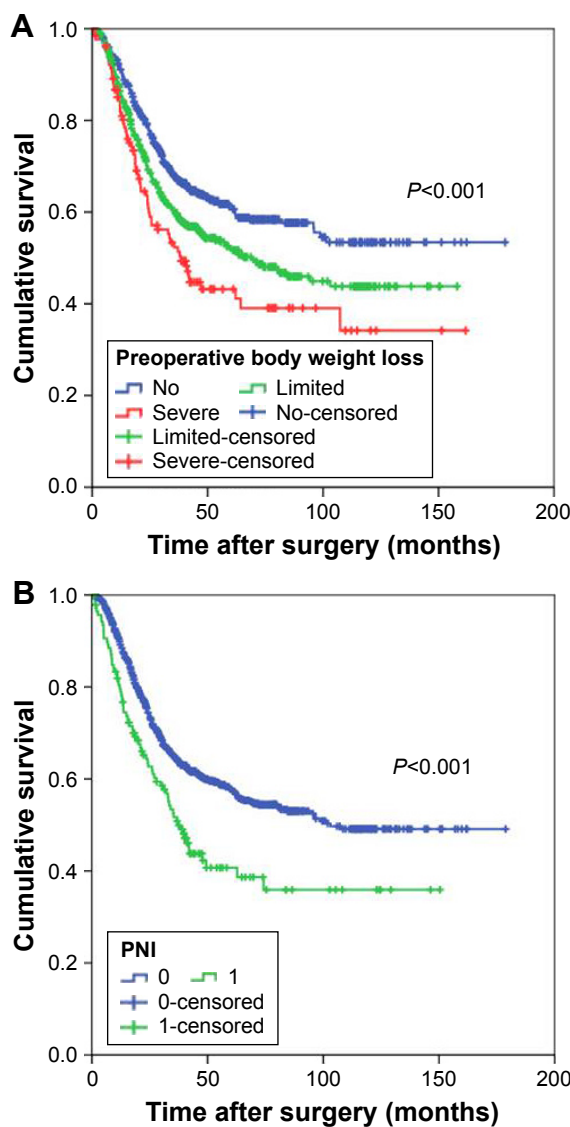 A
Cumulative survival
1.0
0.8
0.6
0.4
0.2
0.0
P<0.001
Preoperative body weight loss
No Limited
Severe No-censored
Limited-censored
Severe-censored
0 50 100 150 200
Time after surgery (months)
B
Cumulative survival
1.0
0.8
0.6
0.4
0.2
0.0
P<0.001
PNI
0 1
0-censored
1-censored
0 50 100 150 200
Time after surgery (months)